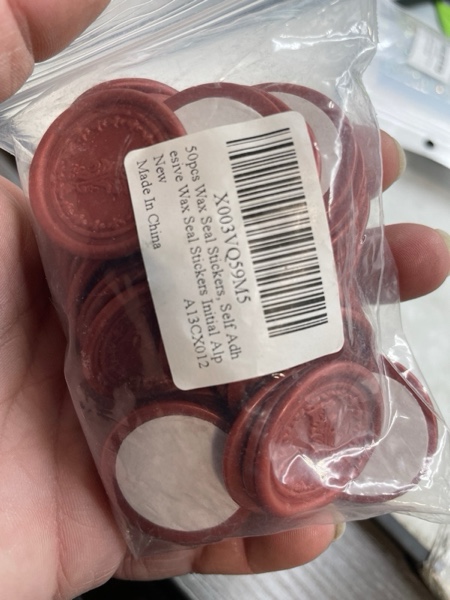 X003VQ59M5
50pcs Wax Seal Stickers, Self Adh
esive Wax Seal Stickers Initial Alp
A13CX012
New
Made In China